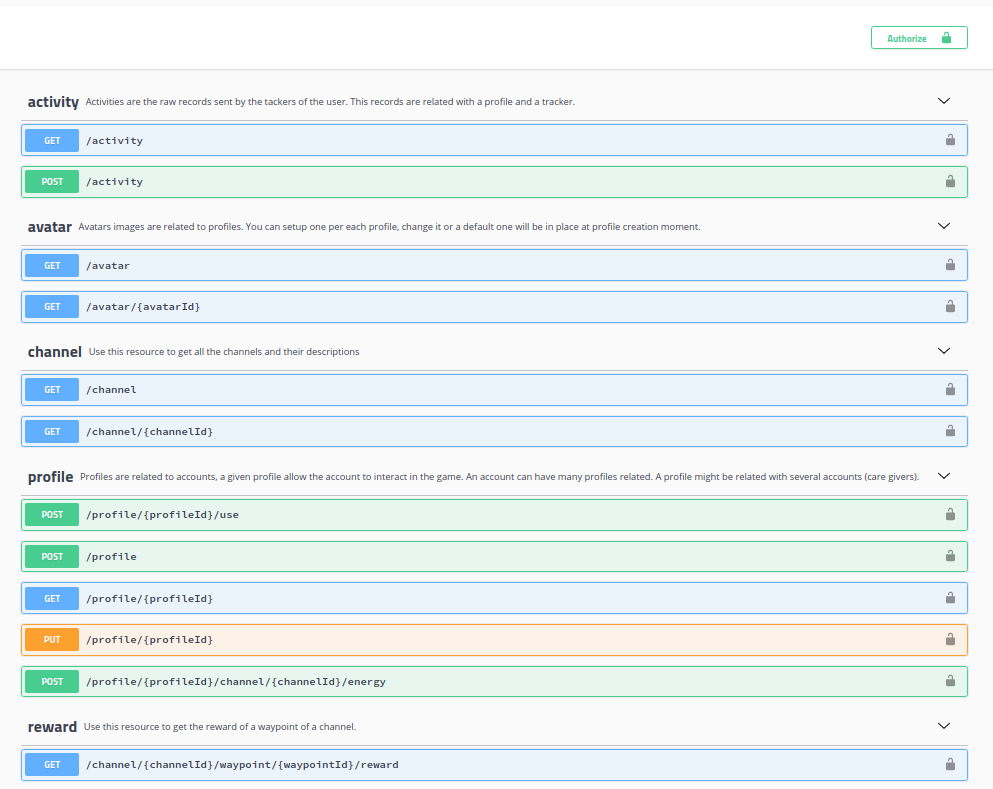 Authorize
activity Activities are the raw records sent by the tackers of the user. This records are related with a profile and a tracker.
GET /activity
POST /activity
avatar Avatars images are related to profiles. You can setup one per each profile, change it or a default one will be in place at profile creation moment.
GET /avatar
GET /avatar/{avatarId}
channel Use this resource to get all the channels and their descriptions
GET /channel
GET /channel/{channelId}
profile Profiles are related to accounts, a given profile allow the account to interact in the game. An account can have many profiles related. A profile might be related with several accounts (care givers).
POST /profile/{profileId}/use
POST /profile
GET /profile/{profileId}
PUT /profile/{profileId}
POST /profile/{profileId}/channel/{channelId}/energy
reward Use this resource to get the reward of a waypoint of a channel.
GET /channel/{channelId}/waypoint/{waypointId}/reward